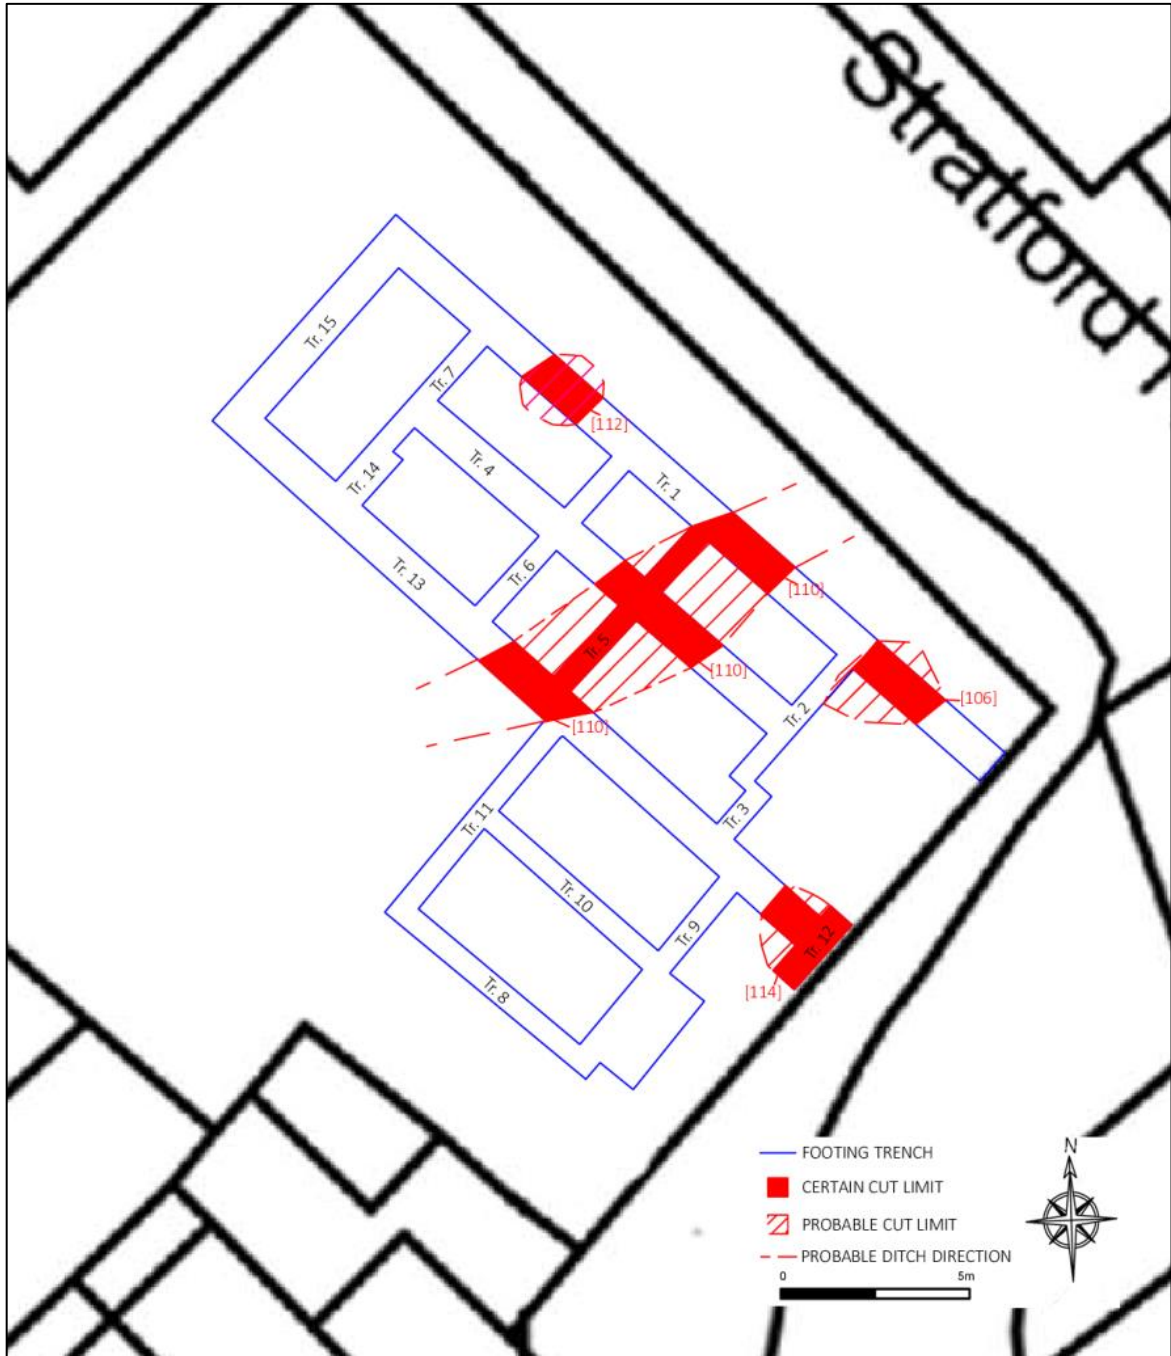 Stratford
Tr. 15
Tr. 7
[112]
Tr. 4
Tr. 1
Tr. 14
Tr. 13
Tr. 6
[110]
Tr. 5
[110]
[106]
Tr. 2
[110]
Tr. 3
Tr. 11
Tr. 10
Tr. 9
Tr. 12
[114]
Tr. 8
N
FOOTING TRENCH
CERTAIN CUT LIMIT
PROBABLE CUT LIMIT
PROBABLE DITCH DIRECTION
0 5m